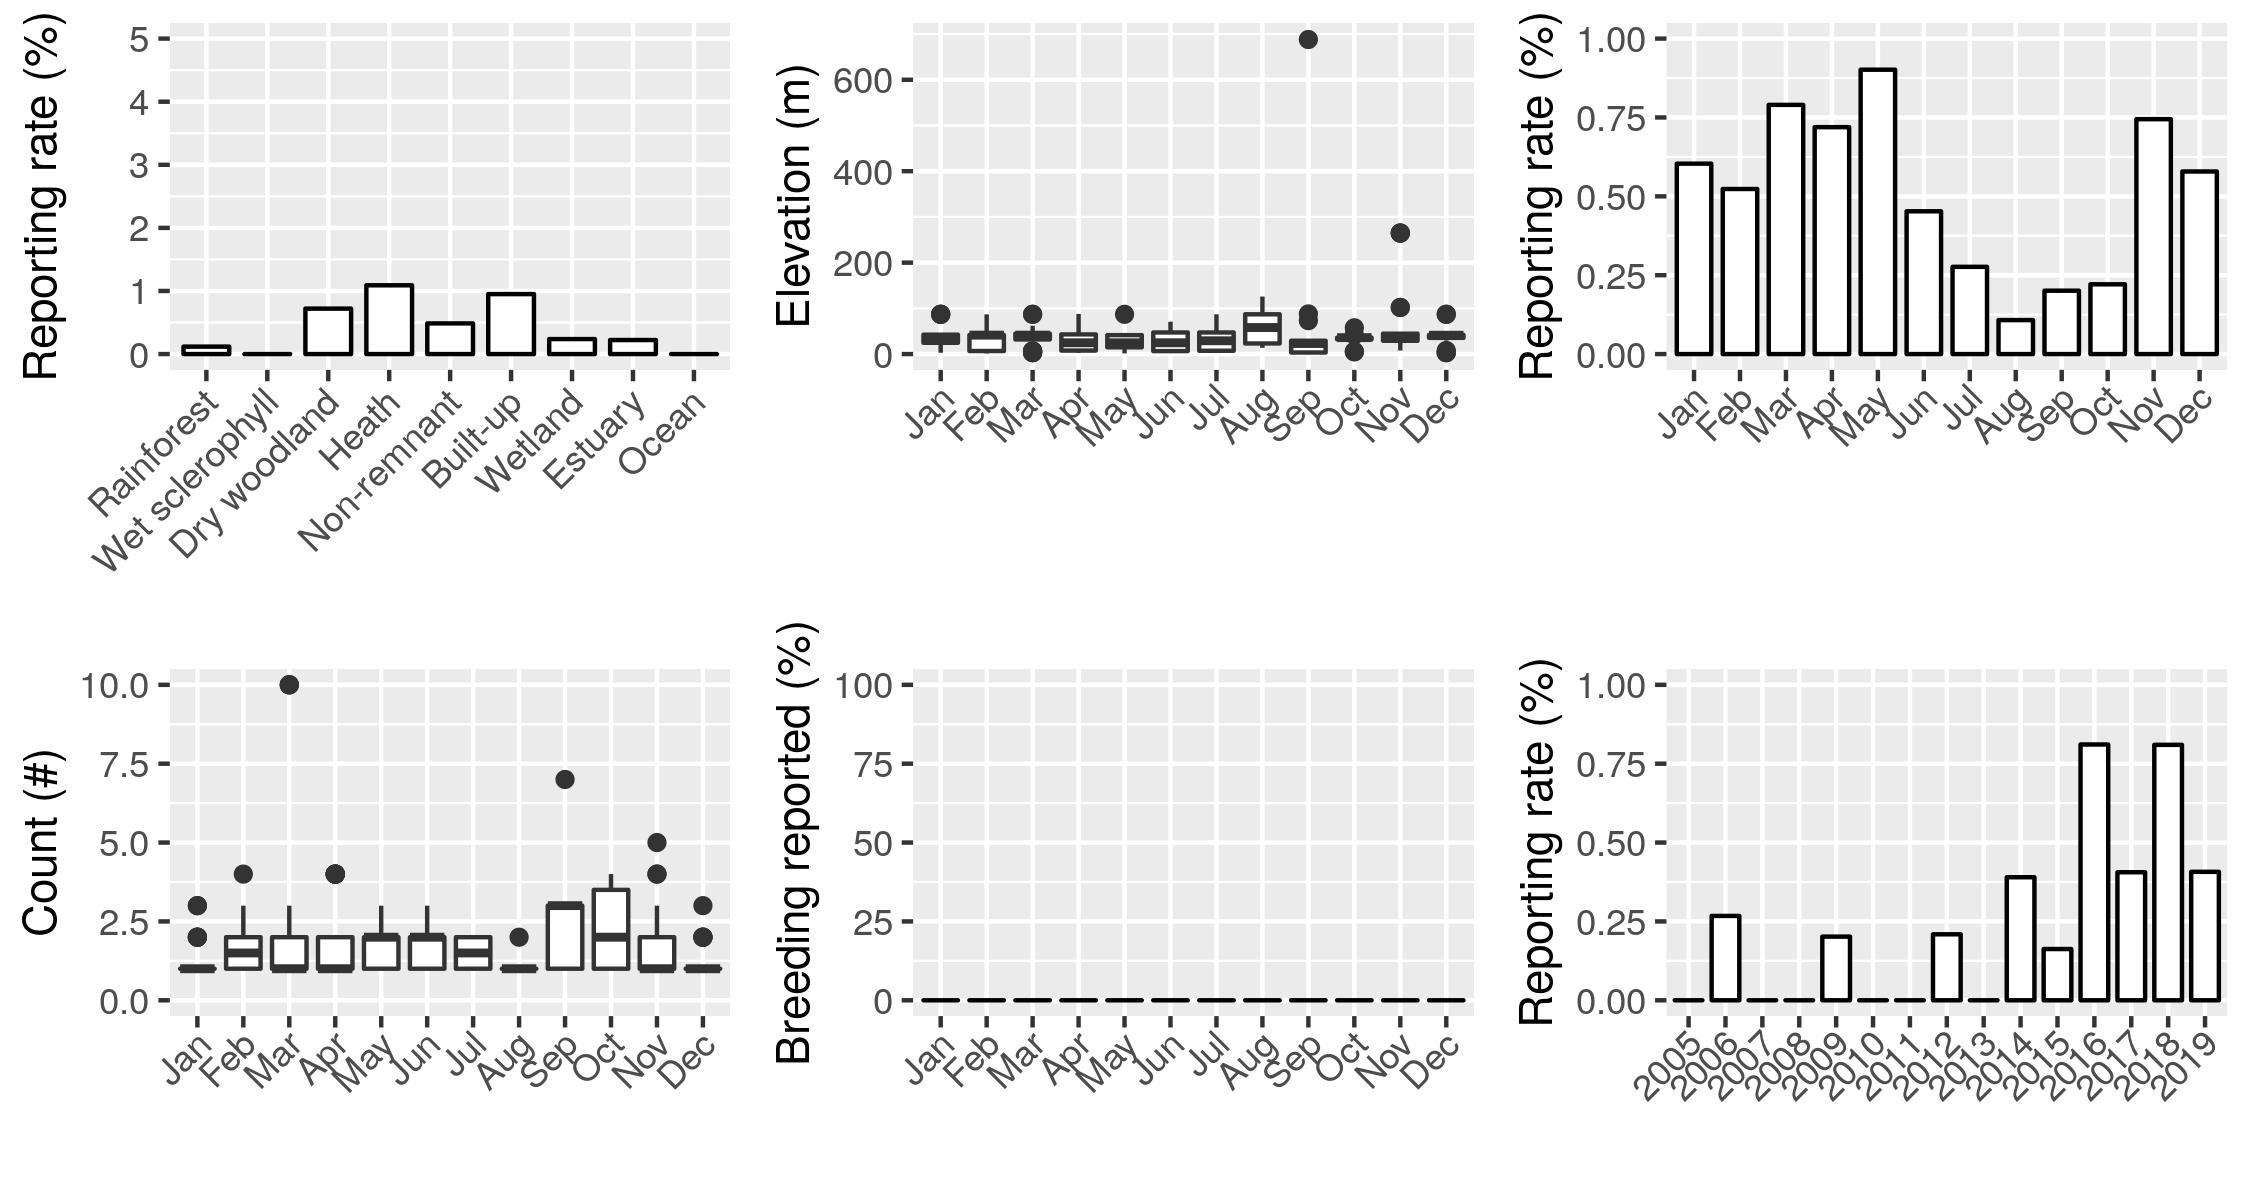 Reporting rate (%)
5
4
3
2
1
0
Rainforest
Wet sclerophyll
Dry woodland
Heath
Non-remnant
Built-up
Wetland
Estuary
Ocean
Elevation (m)
600
400
200
0
Jan
Feb
Mar
Apr
May
Jun
Jul
Aug
Sep
Oct
Nov
Dec
Reporting rate (%)
1.00
0.75
0.50
0.25
0.00
Jan
Feb
Mar
Apr
May
Jun
Jul
Aug
Sep
Oct
Nov
Dec
Count (#)
10.0
7.5
5.0
2.5
0.0
Jan
Feb
Mar
Apr
May
Jun
Jul
Aug
Sep
Oct
Nov
Dec
Breeding reported (%)
100
75
50
25
0
Jan
Feb
Mar
Apr
May
Jun
Jul
Aug
Sep
Oct
Nov
Dec
Reporting rate (%)
1.00
0.75
0.50
0.25
0.00
2005
2006
2007
2008
2009
2010
2011
2012
2013
2014
2015
2016
2017
2018
2019